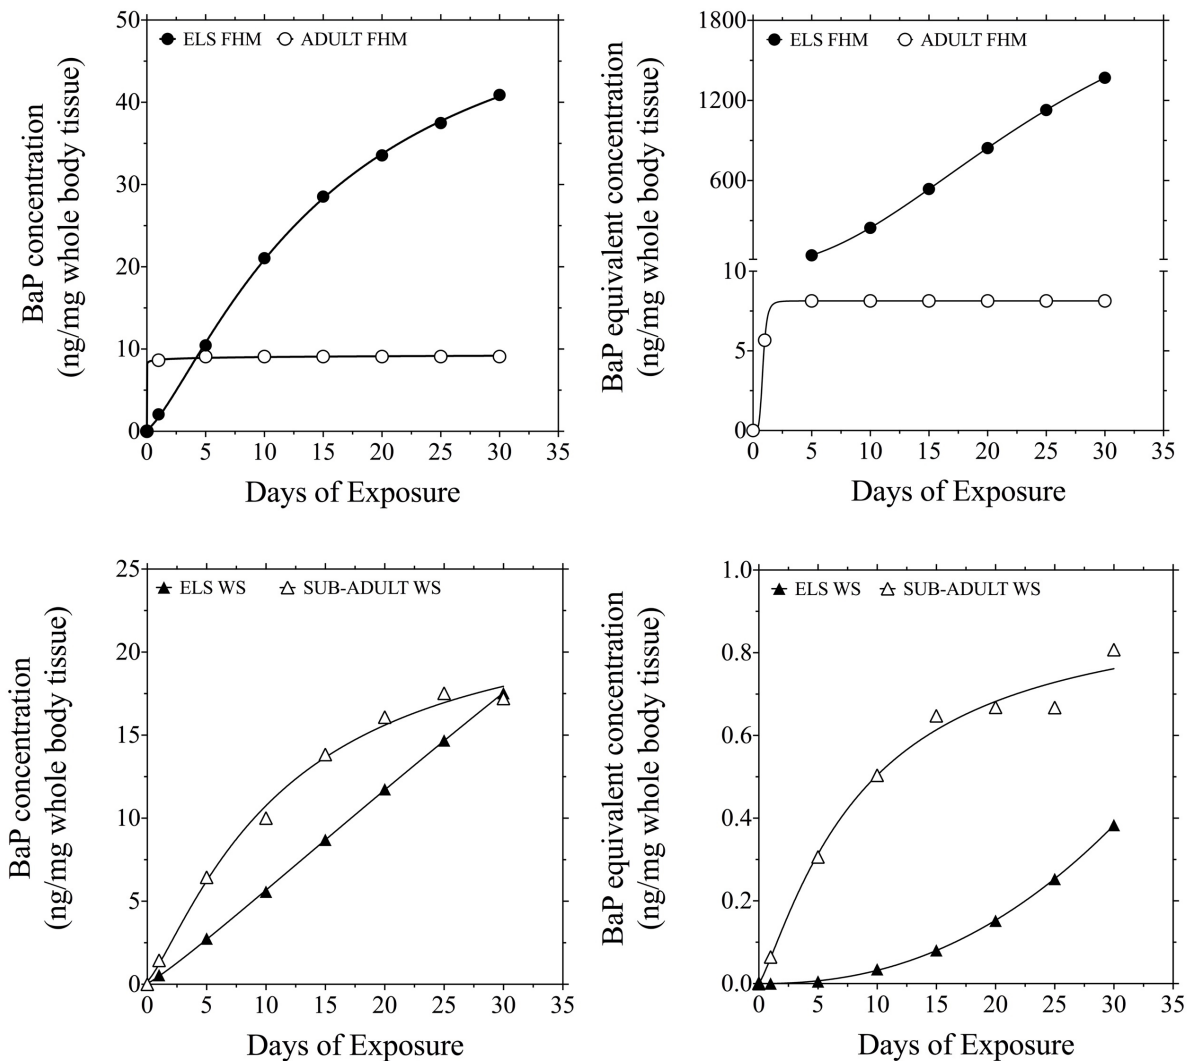 50
40
30
20
10
0
BaP concentration
(ng/mg whole body tissue)
ELS FHM ADULT FHM
0 5 10 15 20 25 30 35
Days of Exposure
1800
1200
600
10
5
0
BaP equivalent concentration
(ng/mg whole body tissue)
ELS FHM ADULT FHM
0 5 10 15 20 25 30 35
Days of Exposure
25
20
15
10
5
0
BaP concentration
(ng/mg whole body tissue)
ELS WS SUB-ADULT WS
0 5 10 15 20 25 30 35
Days of Exposure
1.0
0.8
0.6
0.4
0.2
0.0
BaP equivalent concentration
(ng/mg whole body tissue)
ELS WS SUB-ADULT WS
0 5 10 15 20 25 30 35
Days of Exposure